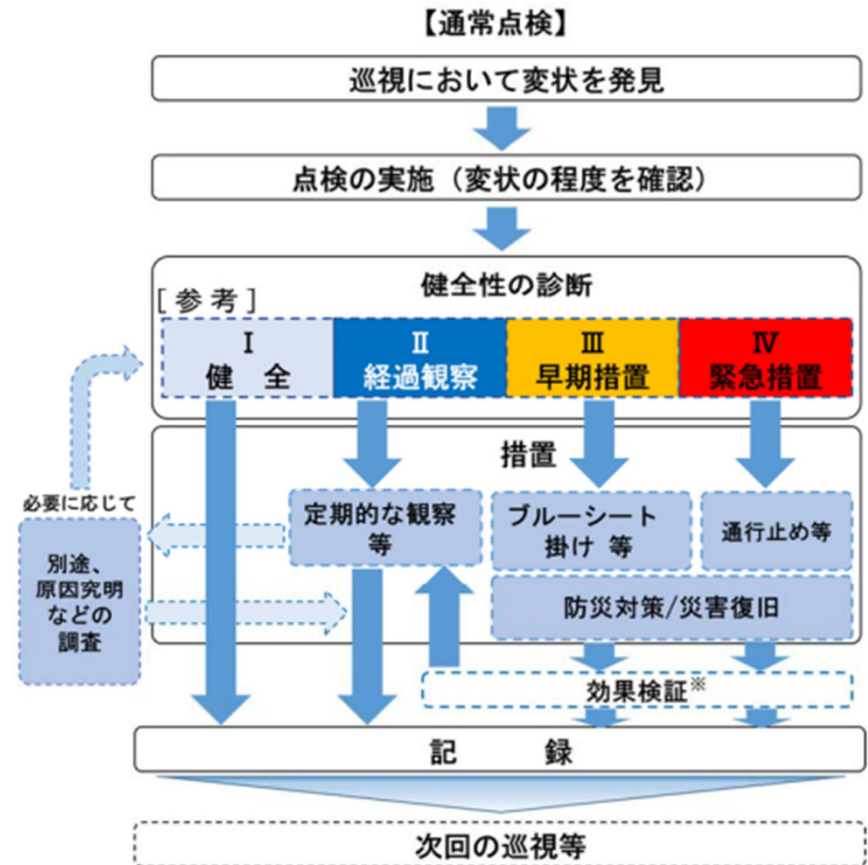 【通常点検】
巡視において変状を発見
点検の実施（変状の程度を確認）
健全性の診断
[ 参 考 ]
Ⅰ
健　全
Ⅱ
経過観察
Ⅲ
早期措置
Ⅳ
緊急措置
措置
必要に応じて
別途、
原因究明
などの
調査
定期的な観察
等
ブルーシート
掛け 等
通行止め等
防災対策/災害復旧
効果検証※
記　　録
次回の巡視等